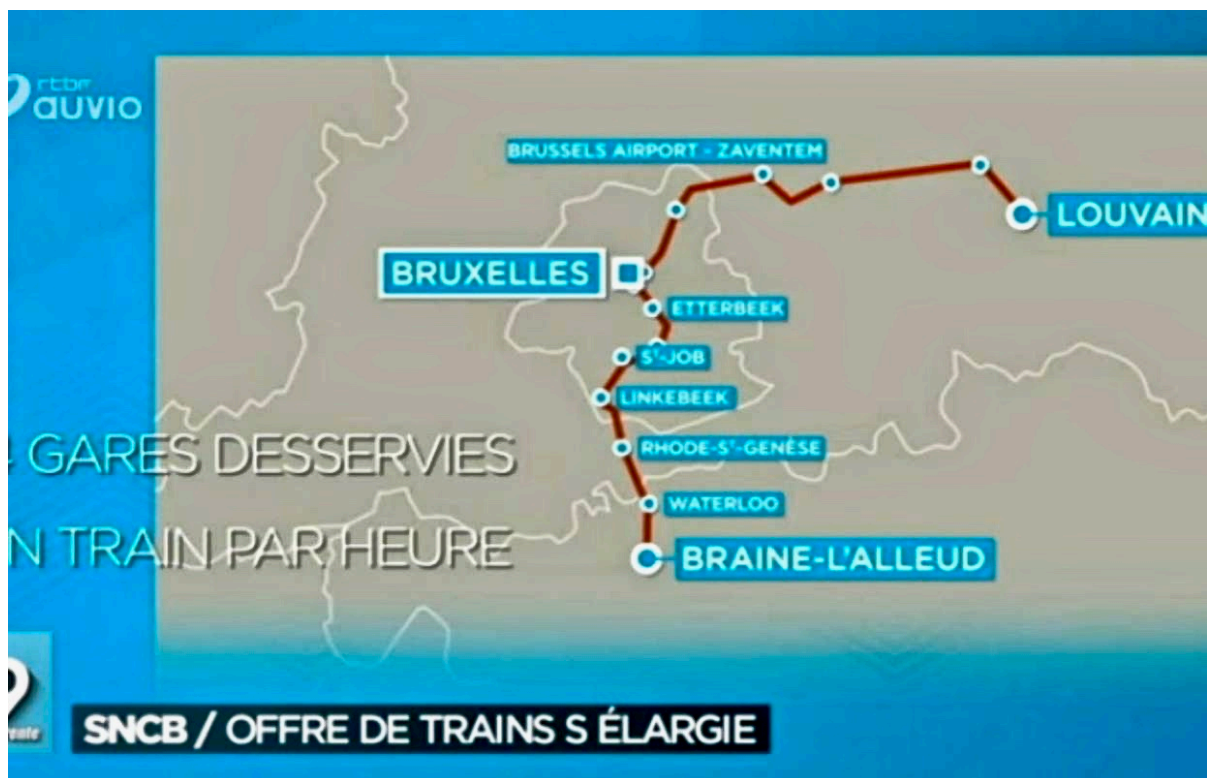 rtbf
auvio
BRUSSELS AIRPORT - ZAVENTEM
LOUVAIN
BRUXELLES
ETTERBEEK
ST-JOB
LINKEBEEK
GARES DESSERVIES
RHODE-ST-GENÈSE
WATERLOO
N TRAIN PAR HEURE
BRAINE-L'ALLEUD
SNCB / OFFRE DE TRAINS S ÉLARGIE